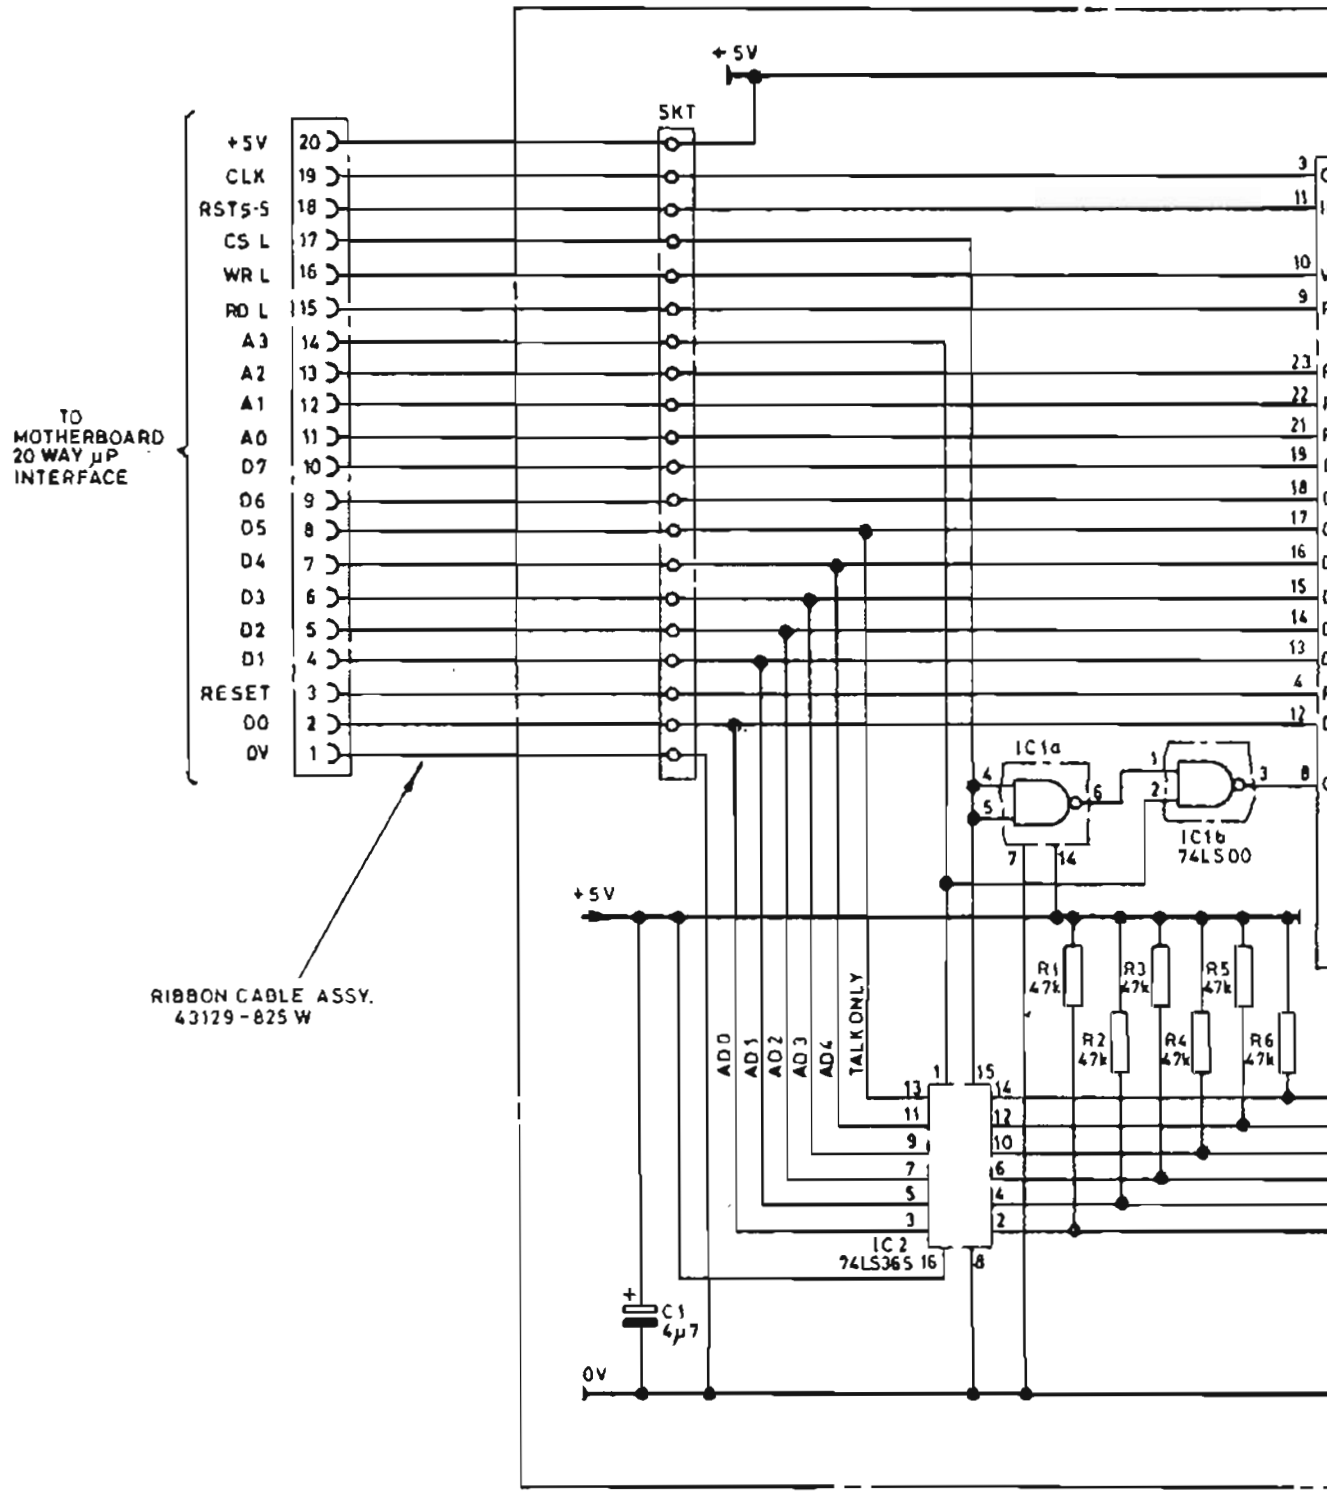 +5V
SKT
+5V 20
CLK 19 3
RST5-5 18 11
CS L 17
WR L 16 10
RD L 15 9
A3 14
A2 13 23
A1 12 22
A0 11 21
D7 10 19
D6 9 18
D5 8 17
D4 7 16
D3 6 15
D2 5 14
D1 4 13
RESET 3 4
D0 2 12
0V 1
TO
MOTHERBOARD
20 WAY µP
INTERFACE
IC1a
4 6 1 3 8
5 2
7 14
IC1b
74LS00
+5V
RIBBON CABLE ASSY.
43129-825 W
R1
47k
R3
47k
R5
47k
R2
47k
R4
47k
R6
47k
AD0
AD1
AD2
AD3
AD4
TALK ONLY
1 15
13 14
11 12
9 10
7 6
5 4
3 2
IC2
74LS365 16 8
+
C1
4µ7
0V